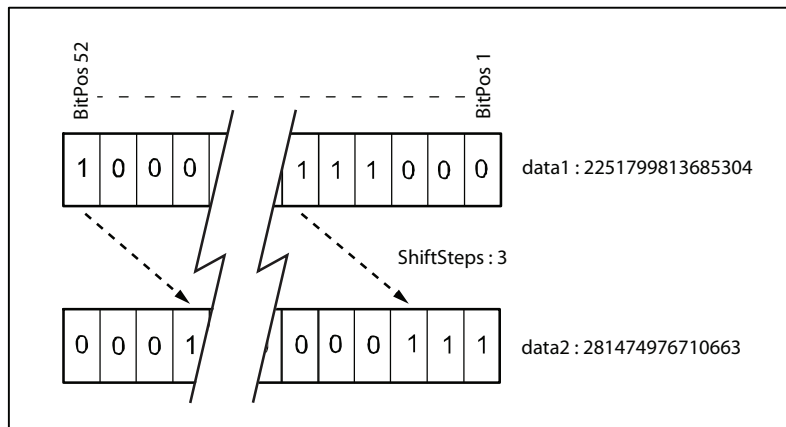 BitPos 52
BitPos 1
1 0 0 0 1 1 1 0 0 0
data1 : 2251799813685304
ShiftSteps : 3
0 0 0 1 0 0 0 0 1 1 1
data2 : 281474976710663